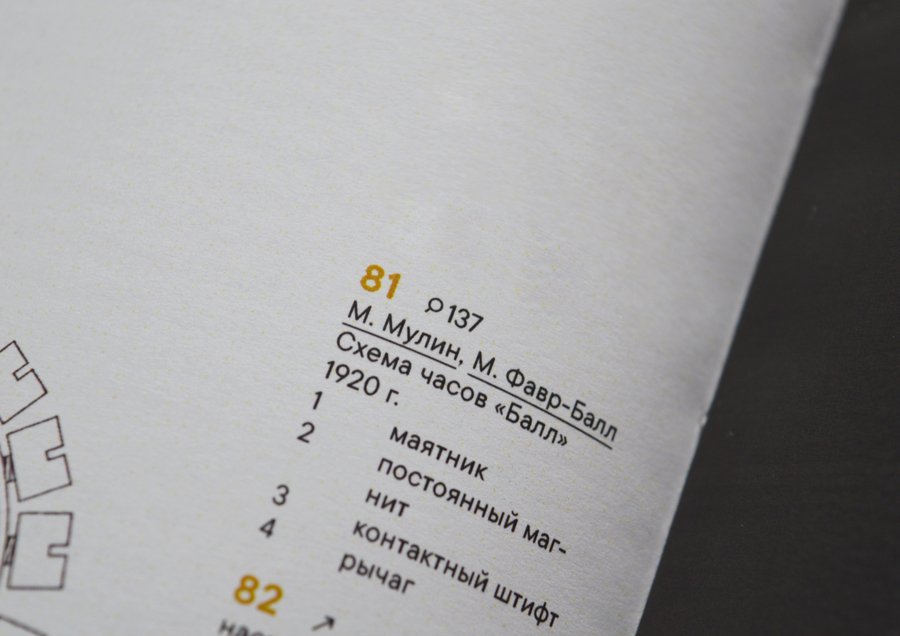 81 137
М. Мулин, М. Фавр-Балл
Схема часов «Балл»
1920 г.
1 маятник
2 постоянный маг-
нит
3 контактный штифт
4 рычаг
82